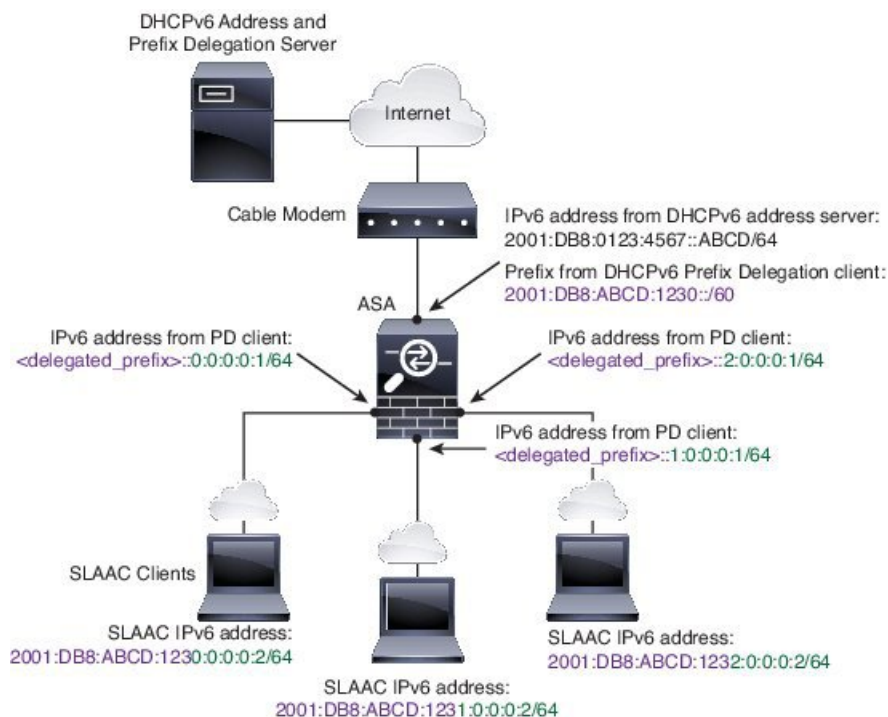 DHCPv6 Address and
Prefix Delegation Server
Internet
Cable Modem
IPv6 address from DHCPv6 address server:
2001:DB8:0123:4567::ABCD/64
Prefix from DHCPv6 Prefix Delegation client:
2001:DB8:ABCD:1230::/60
ASA
IPv6 address from PD client:
<delegated_prefix>::0:0:0:0:1/64
IPv6 address from PD client:
<delegated_prefix>::2:0:0:0:1/64
IPv6 address from PD client:
<delegated_prefix>::1:0:0:0:1/64
SLAAC Clients
SLAAC IPv6 address:
2001:DB8:ABCD:1230:0:0:0:2/64
SLAAC IPv6 address:
2001:DB8:ABCD:1231:0:0:0:2/64
SLAAC IPv6 address:
2001:DB8:ABCD:1232:0:0:0:2/64